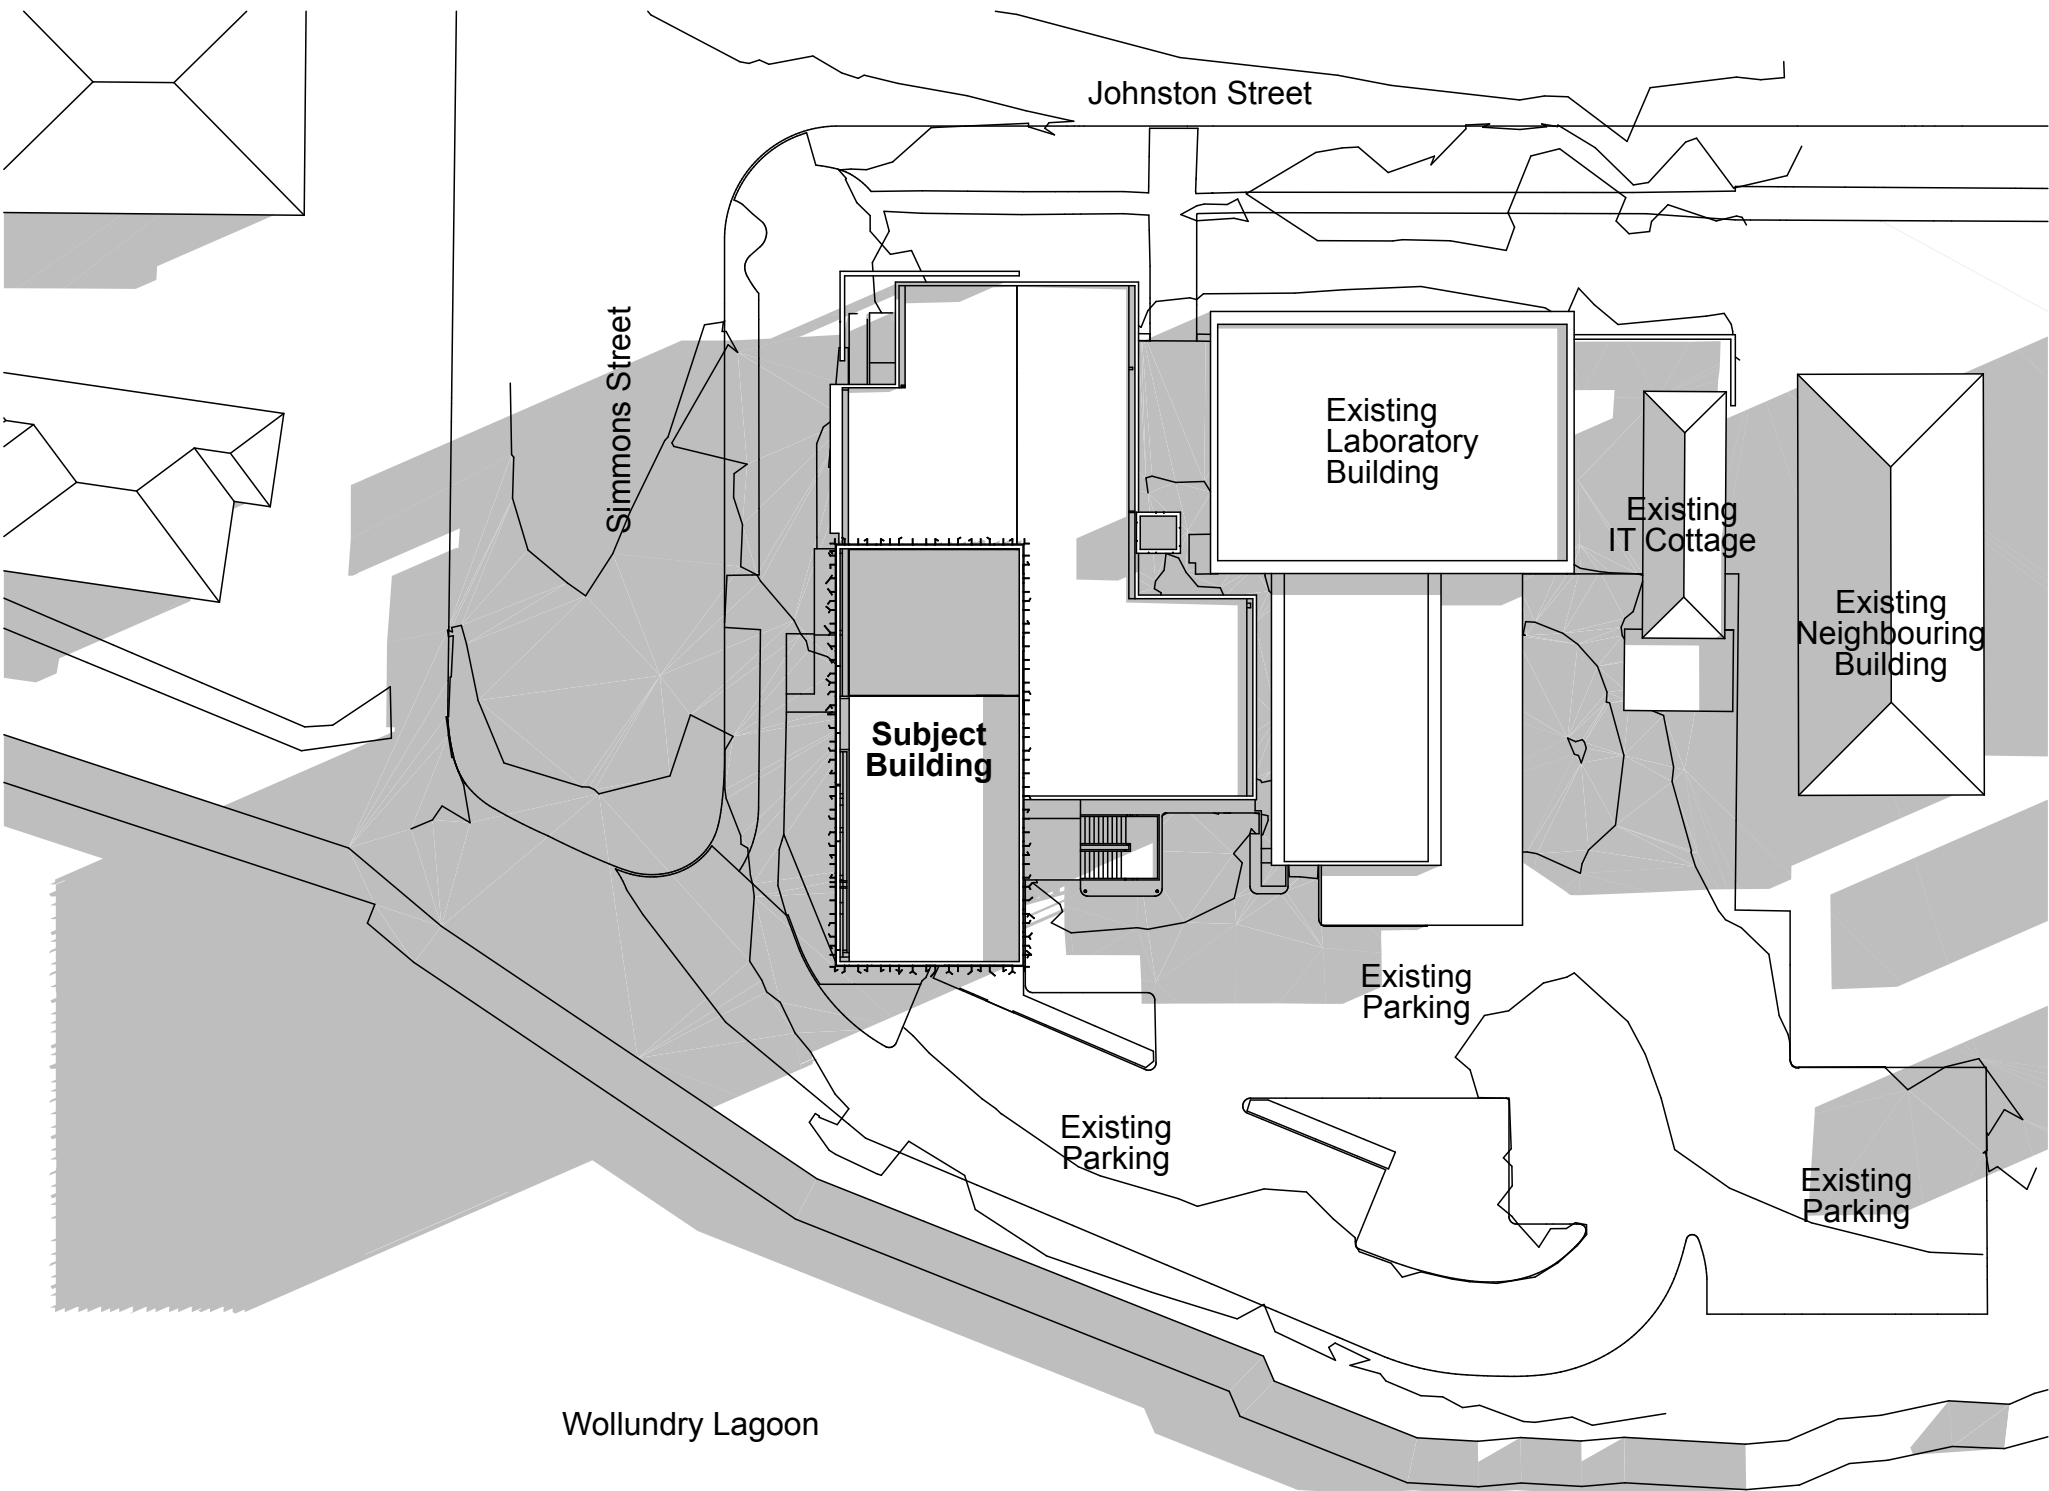 Johnston Street
Simmons Street
Existing
Laboratory
Building
Existing
IT Cottage
Existing
Neighbouring
Building
Subject
Building
Existing
Parking
Existing
Parking
Existing
Parking
Wollundry Lagoon